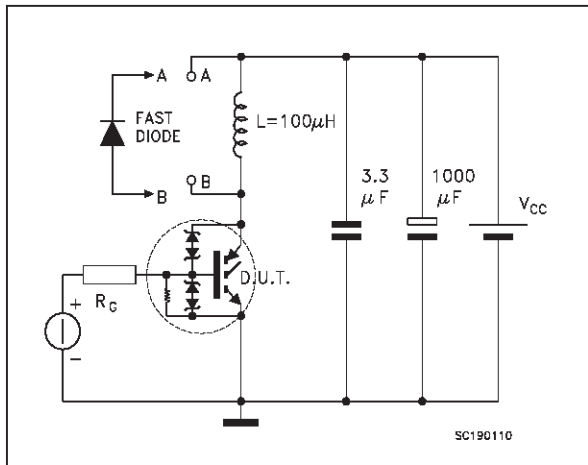 A
A
FAST
DIODE
L=100μH
B
B
3.3
μF
1000
μF
VCC
D.U.T.
RG
+
-
SC190110